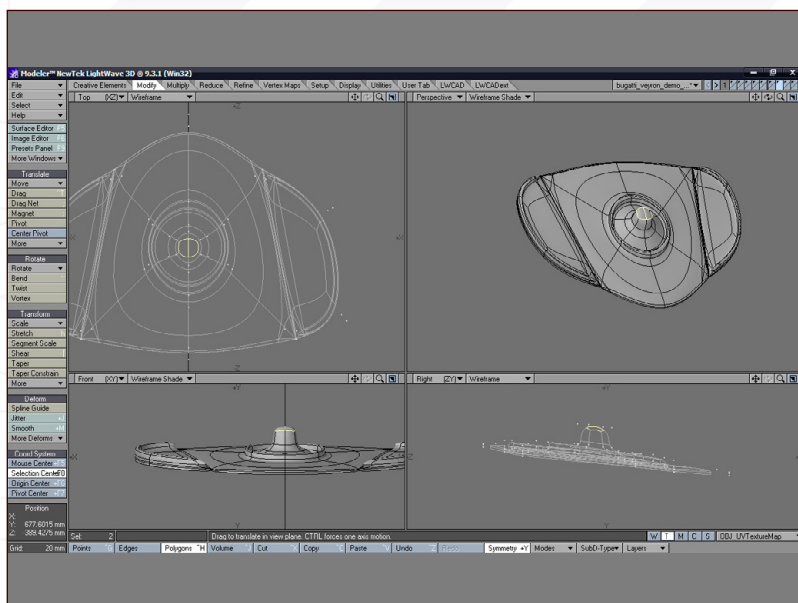 Modeler™ NewTek LightWave 3D ® 9.3.1 (Win32)
File
Edit
Select
Help
Surface Editor F5
Image Editor F6
Presets Panel F8
More Windows
Translate
Move
Drag
Drag Net
Magnet
Pivot
Center Pivot
More
Rotate
Rotate
Bend
Twist
Vortex
Transform
Scale
Stretch h
Segment Scale
Shear
Taper
Taper Constrain
More
Deform
Spline Guide
Jitter
Smooth
More Deforms
Coord System
Mouse Center
Selection Center
Origin Center
Pivot Center
Position
X:
Y: 677.6015 mm
Z: 389.4275 mm
Grid: 20 mm
Creative Elements Modify Multiply Reduce Refine Vertex Maps Setup Display Utilities User Tab LWCAD LWCADext
bugatti_veyron_demo_...* 1
Top (XZ) Wireframe
Perspective Wireframe Shade
Front (XY) Wireframe Shade
Right (ZY) Wireframe
Sel: 2 Drag to translate in view plane. CTRL forces one axis motion. W T M C S OBJ_UVTextureMap
Points ^G Edges Polygons ^H Volume Cut Copy Paste Undo Redo Symmetry +Y Modes SubD-Type Layers